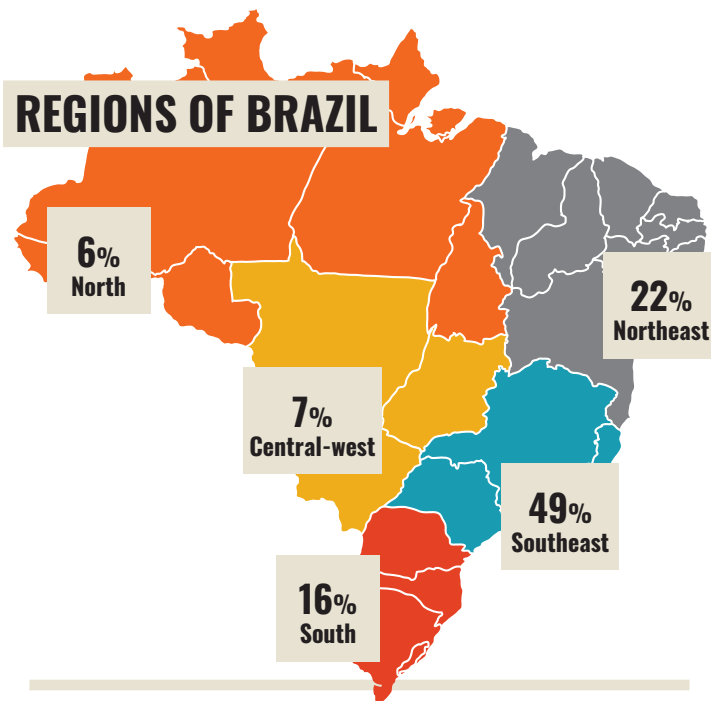 REGIONS OF BRAZIL
6%
North
22%
Northeast
7%
Central-west
49%
Southeast
16%
South